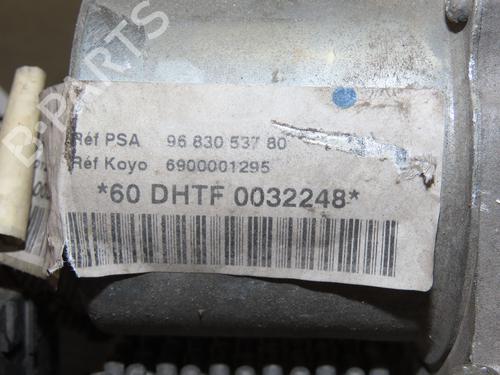 B-PARTS
Réf PSA 96 830 537 80
Réf Koyo 6900001295
*60 DHTF 0032248*